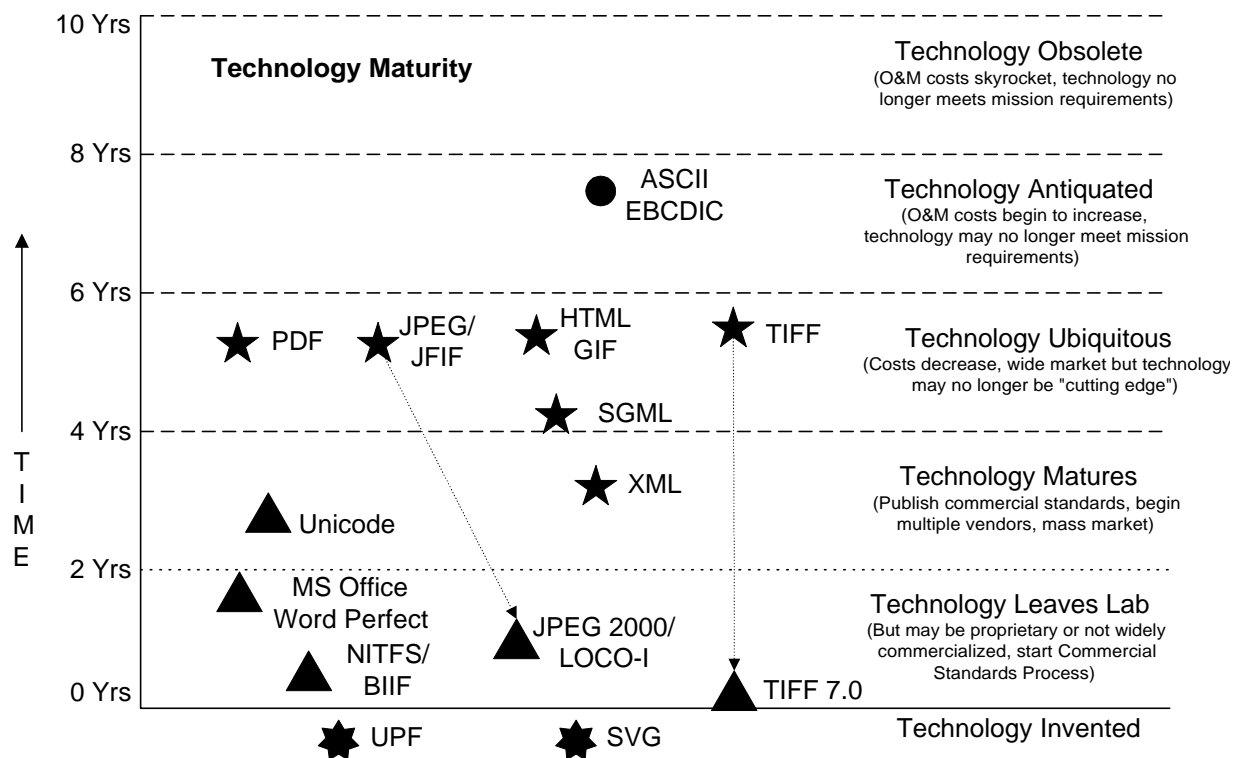 10 Yrs
Technology Maturity
Technology Obsolete
(O&M costs skyrocket, technology no
longer meets mission requirements)
8 Yrs
ASCII
EBCDIC
Technology Antiquated
(O&M costs begin to increase,
technology may no longer meet mission
requirements)
6 Yrs
PDF
JPEG/
JFIF
HTML
GIF
TIFF
Technology Ubiquitous
(Costs decrease, wide market but technology
may no longer be "cutting edge")
SGML
4 Yrs
XML
Technology Matures
(Publish commercial standards, begin
multiple vendors, mass market)
Unicode
T
I
M
E
2 Yrs
MS Office
Word Perfect
Technology Leaves Lab
(But may be proprietary or not widely
commercialized, start Commercial
Standards Process)
JPEG 2000/
LOCO-I
NITFS/
BIIF
TIFF 7.0
0 Yrs
Technology Invented
UPF
SVG